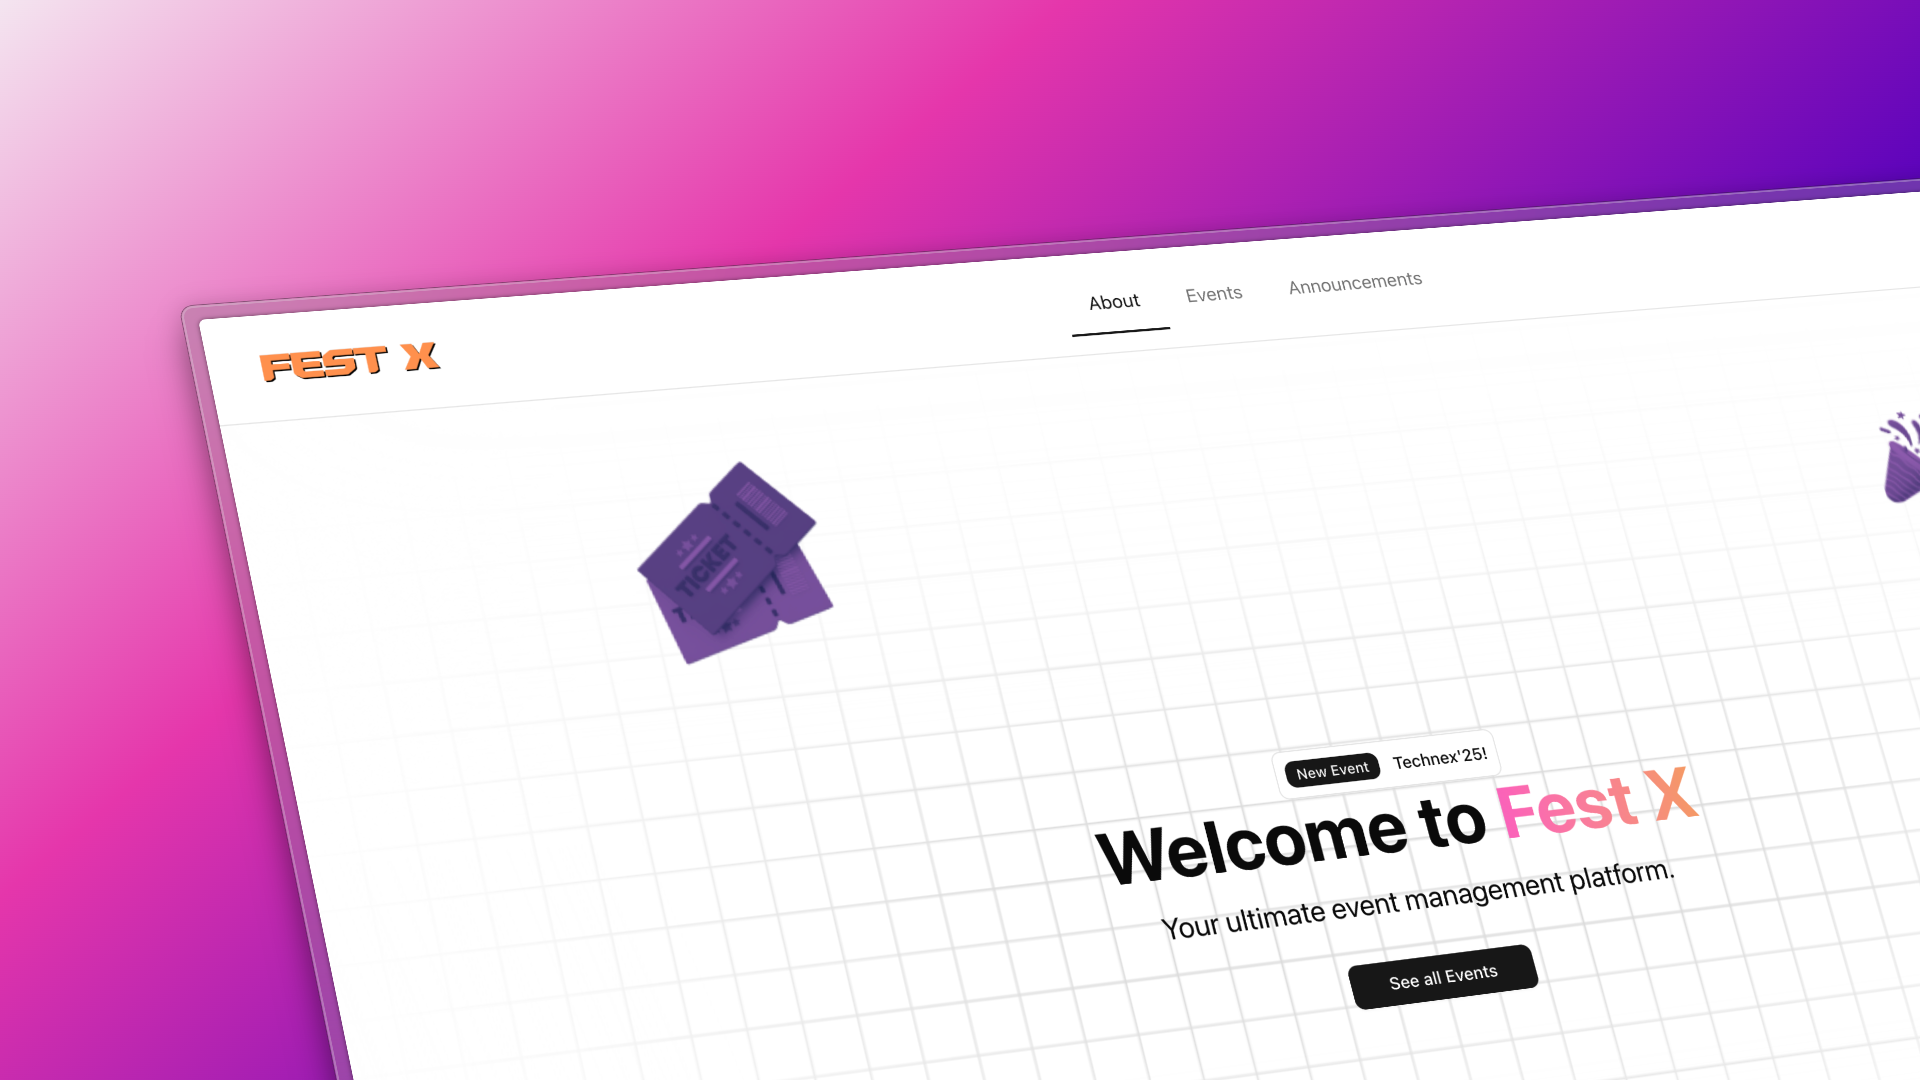 FEST X
About Events Announcements
TICKET
New Event Technex'25!
Welcome to Fest X
Your ultimate event management platform.
See all Events